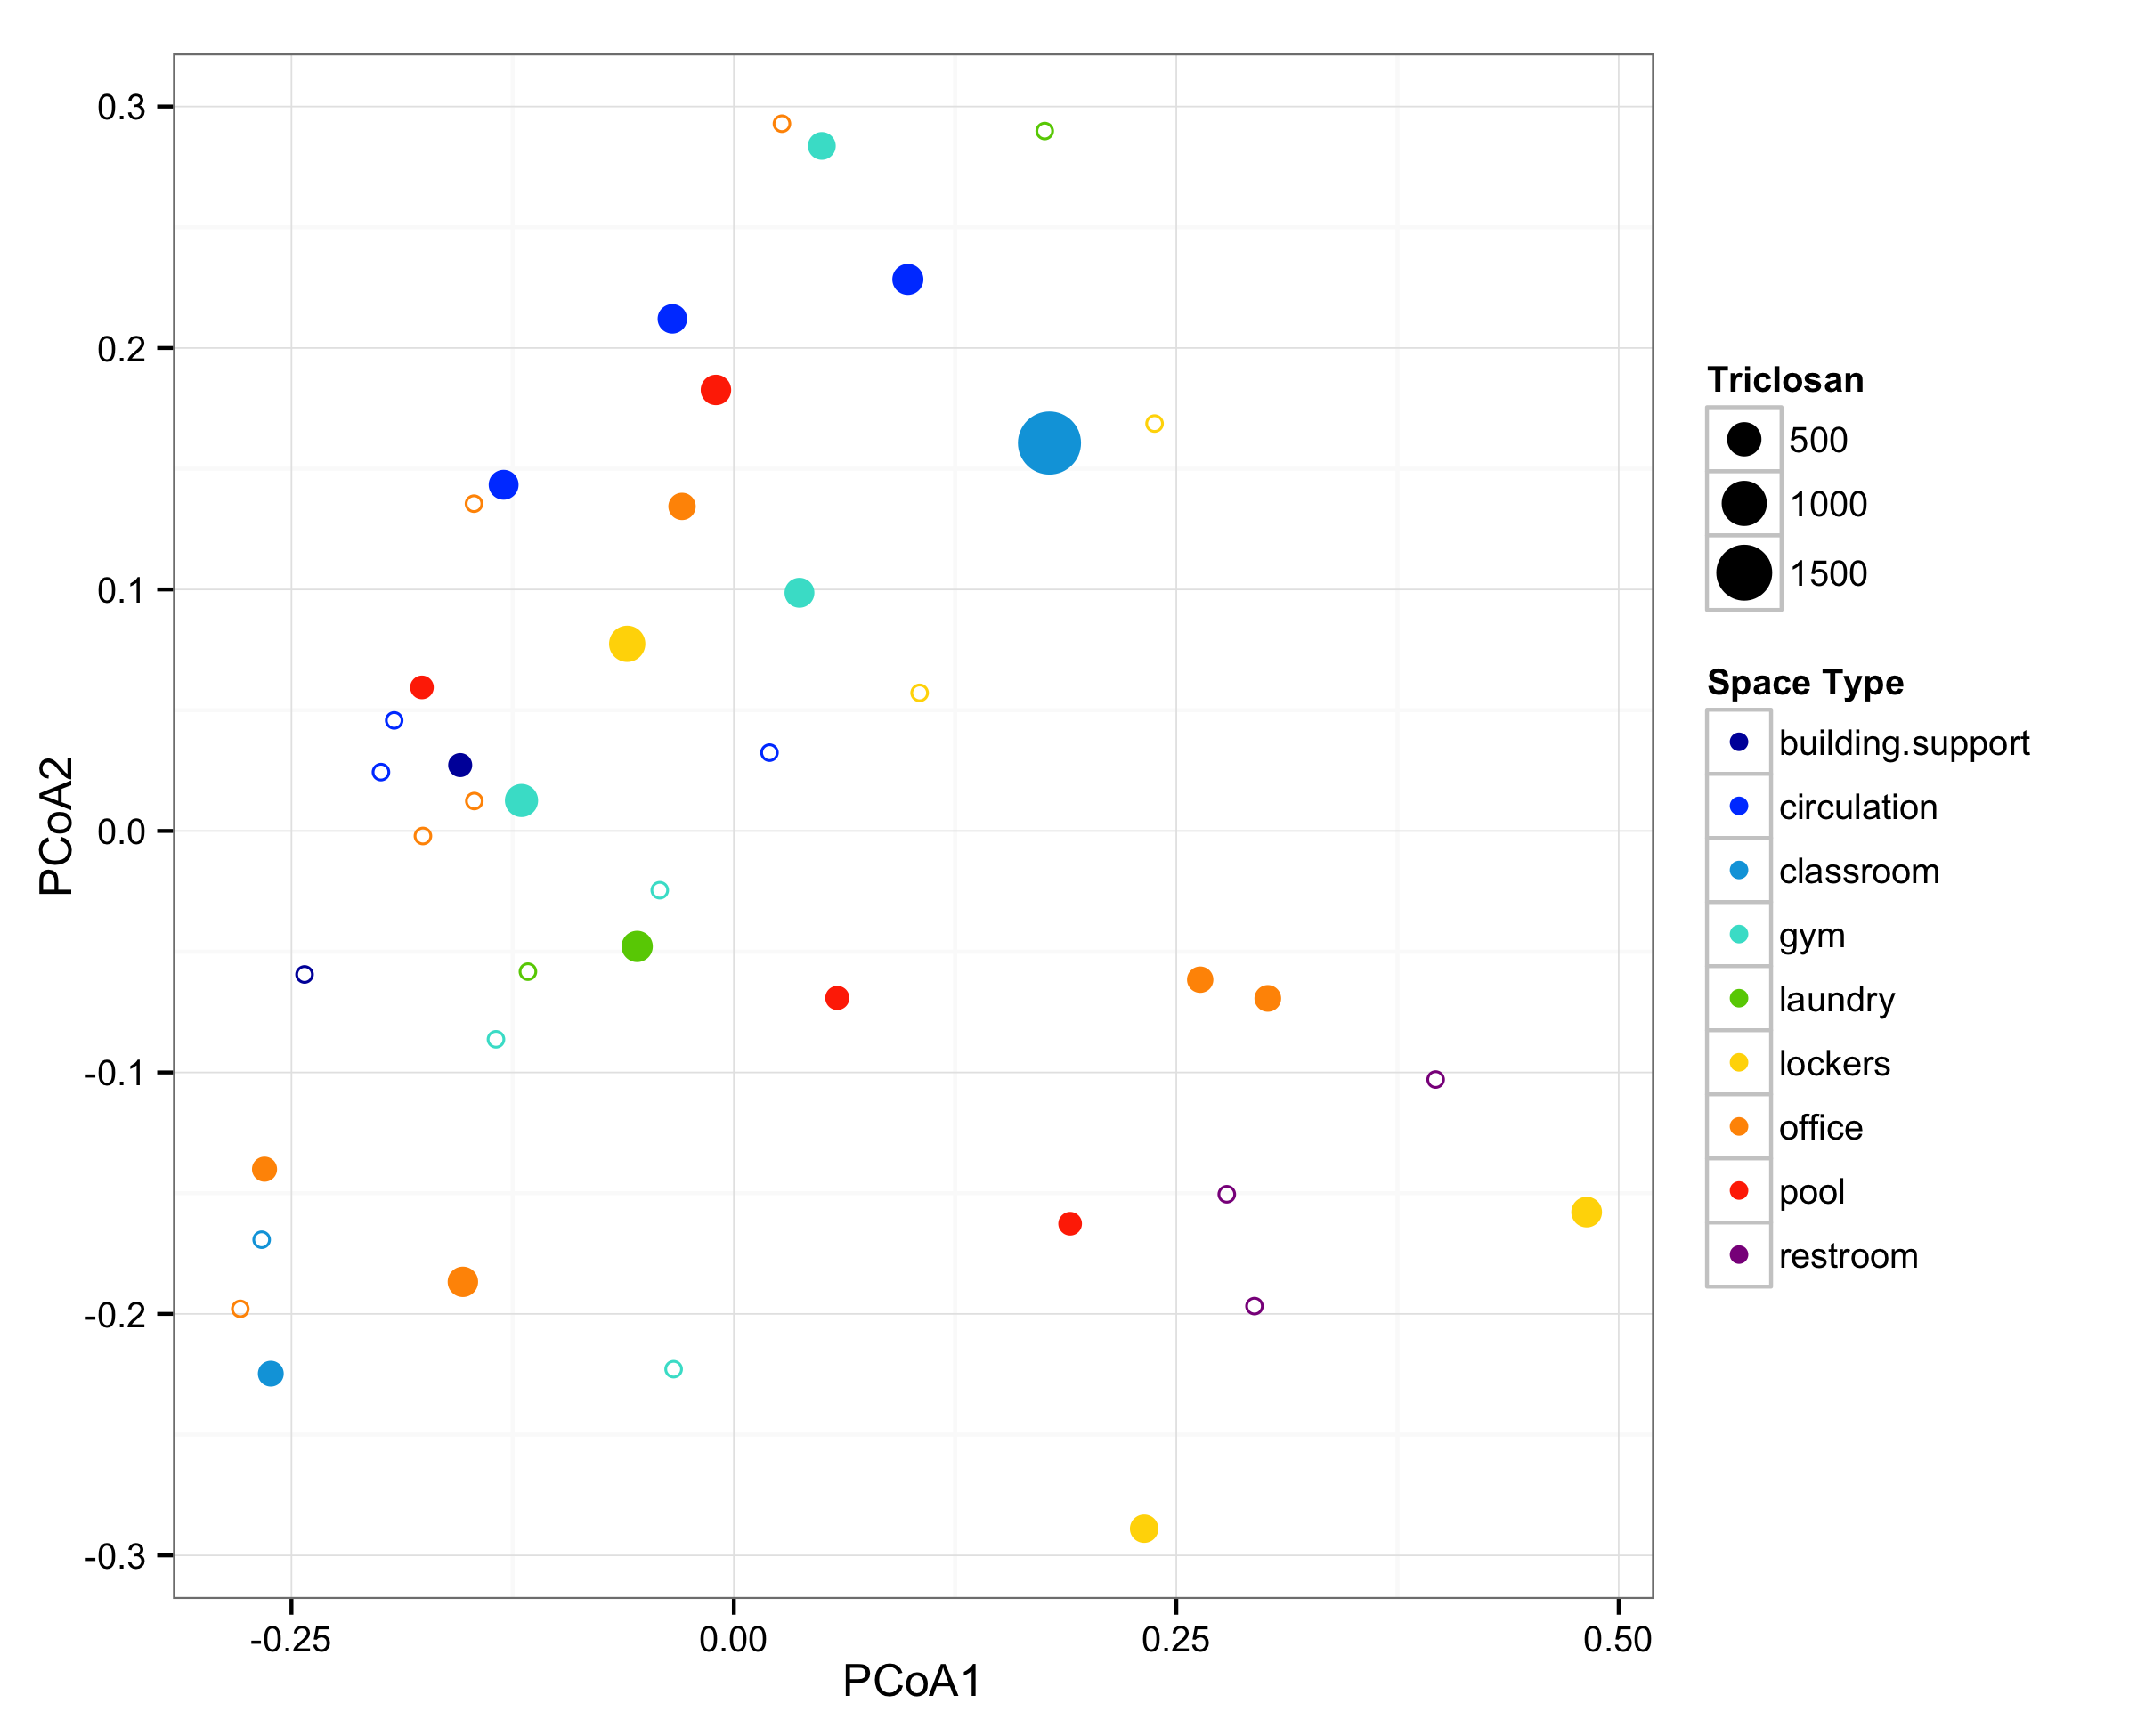 0.3
0.2
0.1
0.0
-0.1
-0.2
-0.3
PCoA2
-0.25
0.00
0.25
0.50
PCoA1
Triclosan
500
1000
1500
Space Type
building.support
circulation
classroom
gym
laundry
lockers
office
pool
restroom